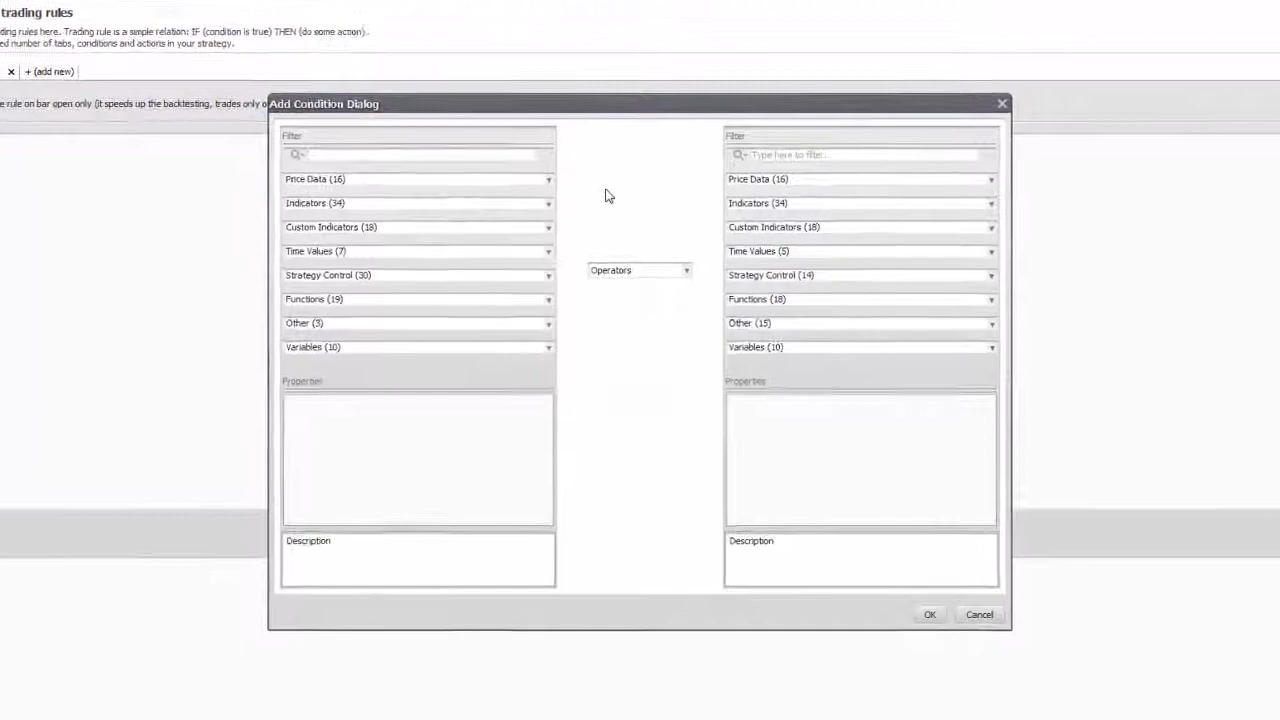 trading rules
ding rules here. Trading rule is a simple relation: IF (condition is true) THEN (do some action).
ed number of tabs, conditions and actions in your strategy.
+ (add new)
e rule on bar open only (it speeds up the backtesting, trades only o
Add Condition Dialog
Filter
Price Data (16)
Indicators (34)
Custom Indicators (18)
Time Values (7)
Strategy Control (30)
Functions (19)
Other (3)
Variables (10)
Properties
Description
Operators
Filter
Type here to filter...
Price Data (16)
Indicators (34)
Custom Indicators (18)
Time Values (5)
Strategy Control (14)
Functions (18)
Other (15)
Variables (10)
Properties
Description
OK
Cancel